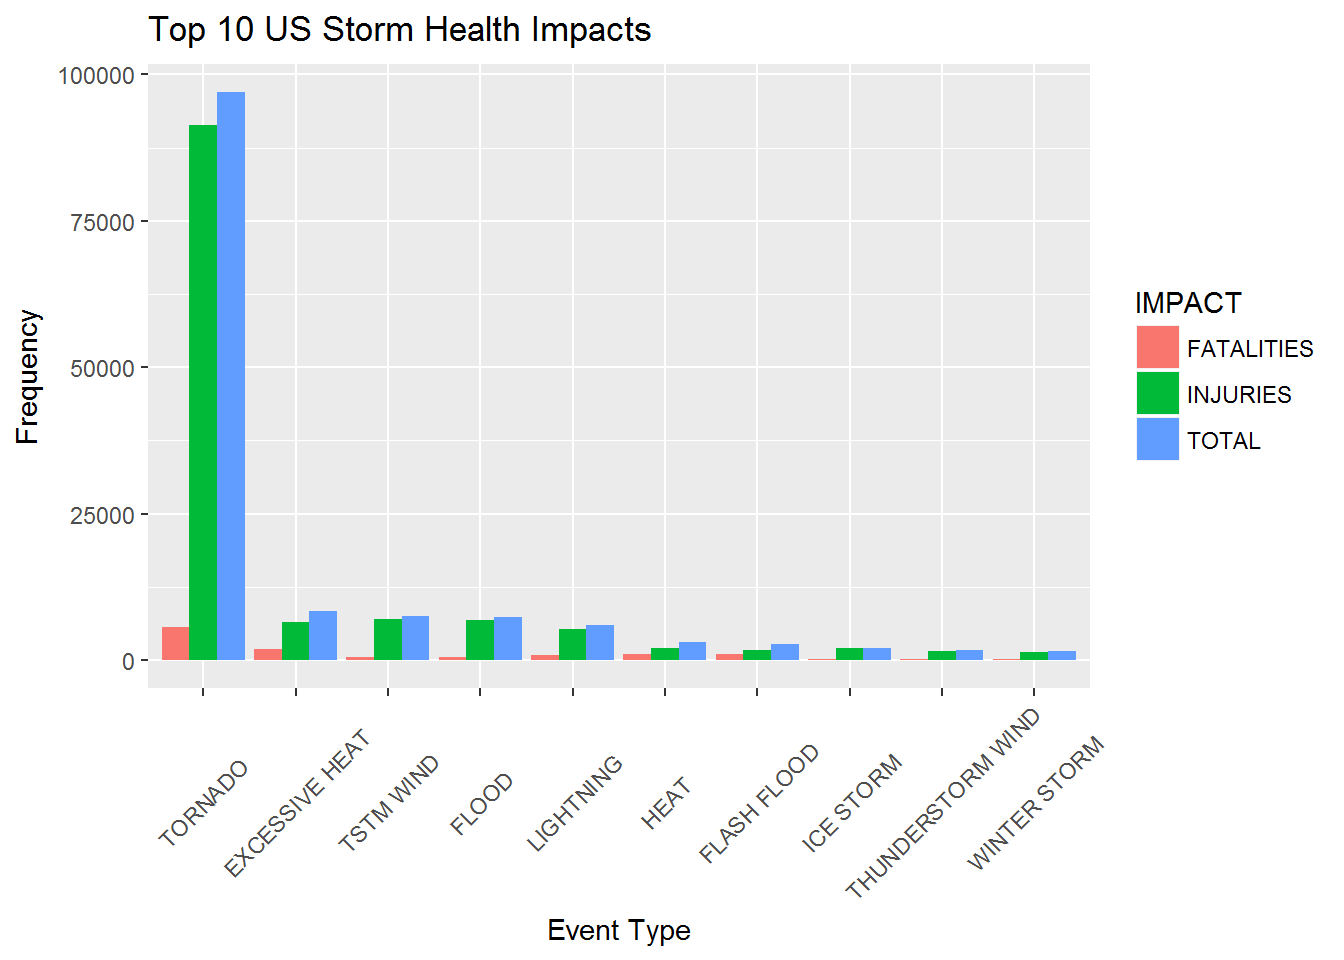 Top 10 US Storm Health Impacts
100000
75000
50000
25000
0
Frequency
TORNADO
EXCESSIVE HEAT
TSTM WIND
FLOOD
LIGHTNING
HEAT
FLASH FLOOD
ICE STORM
THUNDERSTORM WIND
WINTER STORM
Event Type
IMPACT
FATALITIES
INJURIES
TOTAL